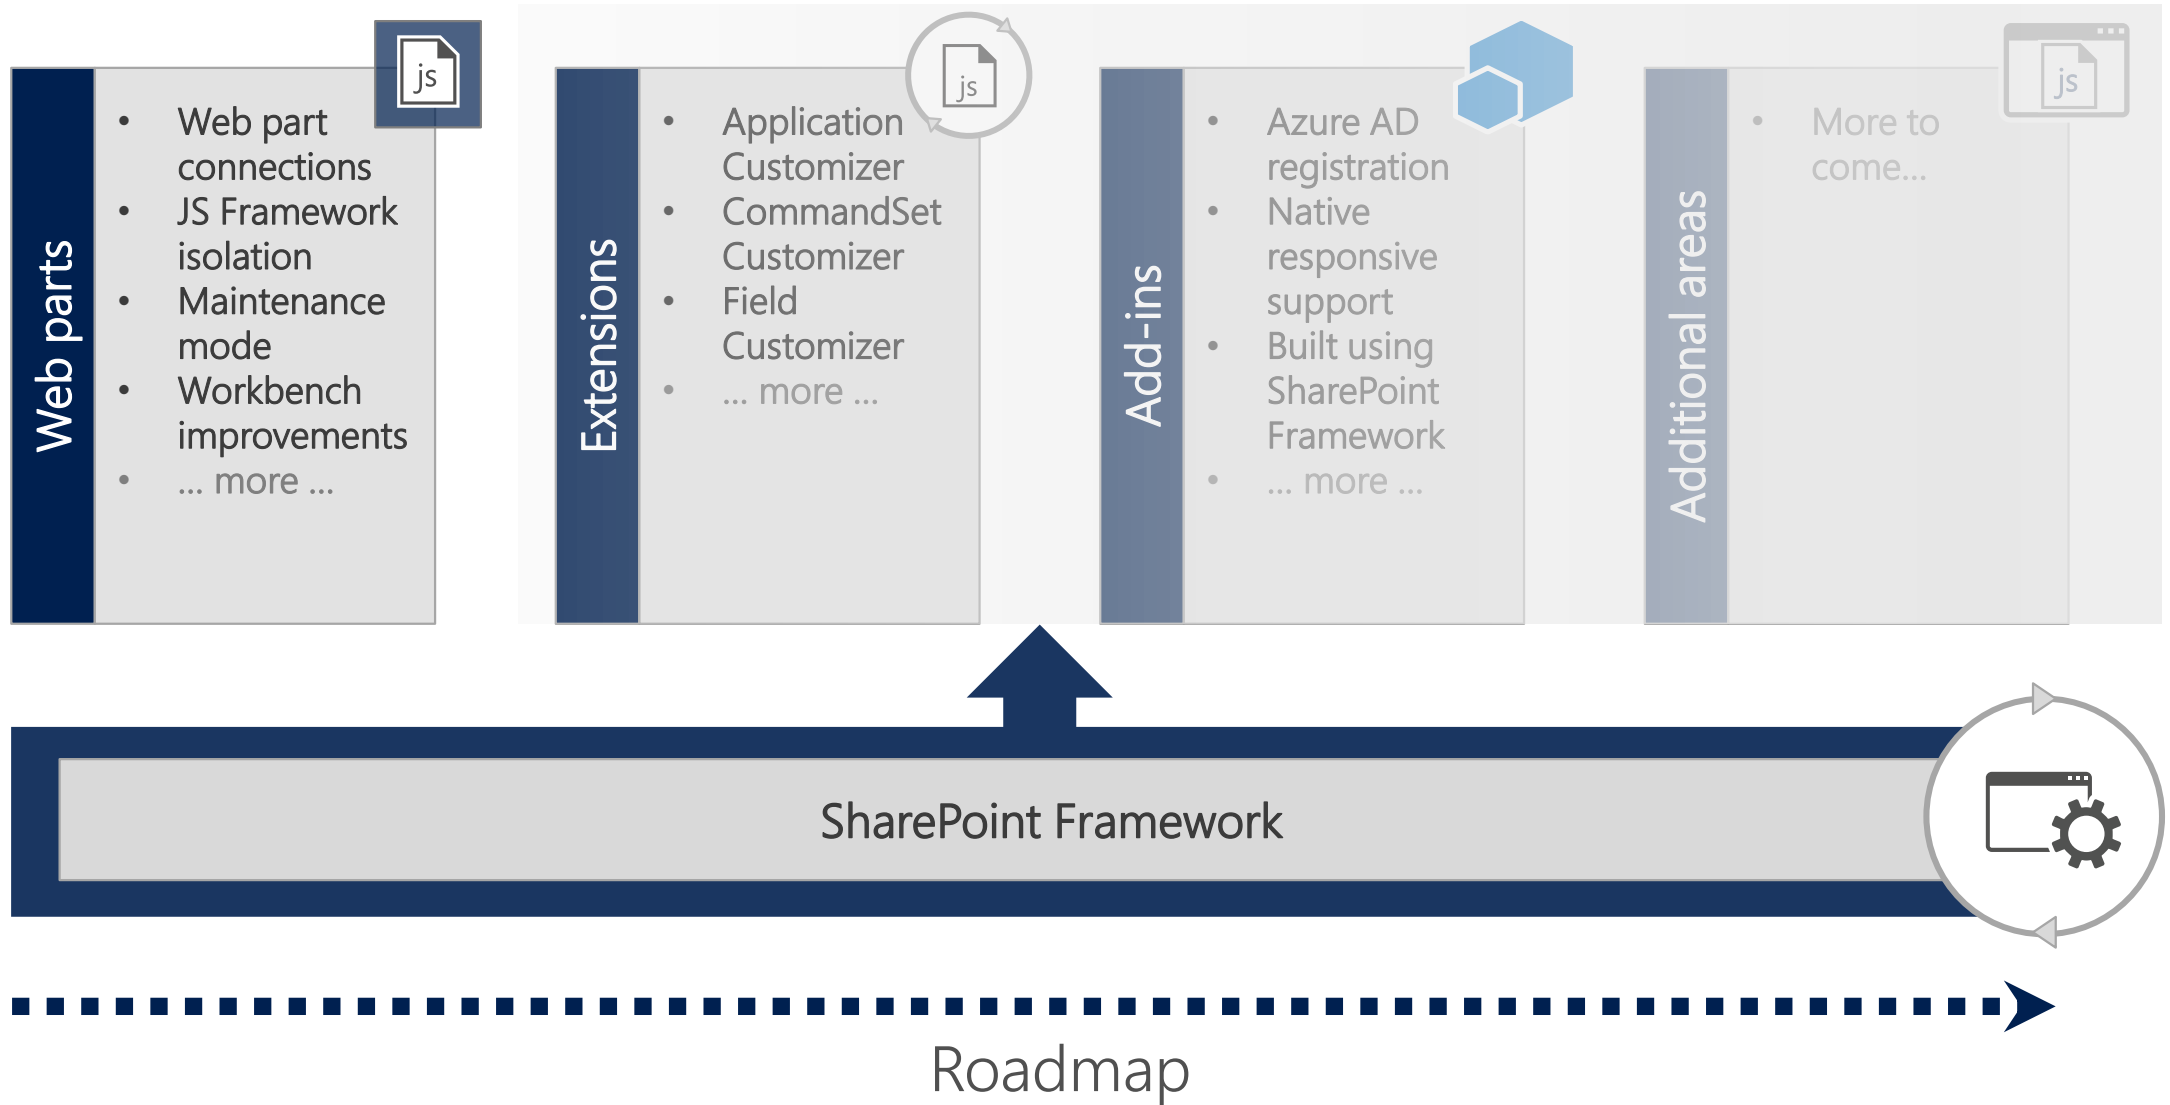 js
Web parts
• Web part
connections
• JS Framework
isolation
• Maintenance
mode
• Workbench
improvements
• ... more ...
js
Extensions
• Application
Customizer
• CommandSet
Customizer
• Field
Customizer
• ... more ...
Add-ins
• Azure AD
registration
• Native
responsive
support
• Built using
SharePoint
Framework
• ... more ...
js
Additional areas
• More to
come...
SharePoint Framework
Roadmap